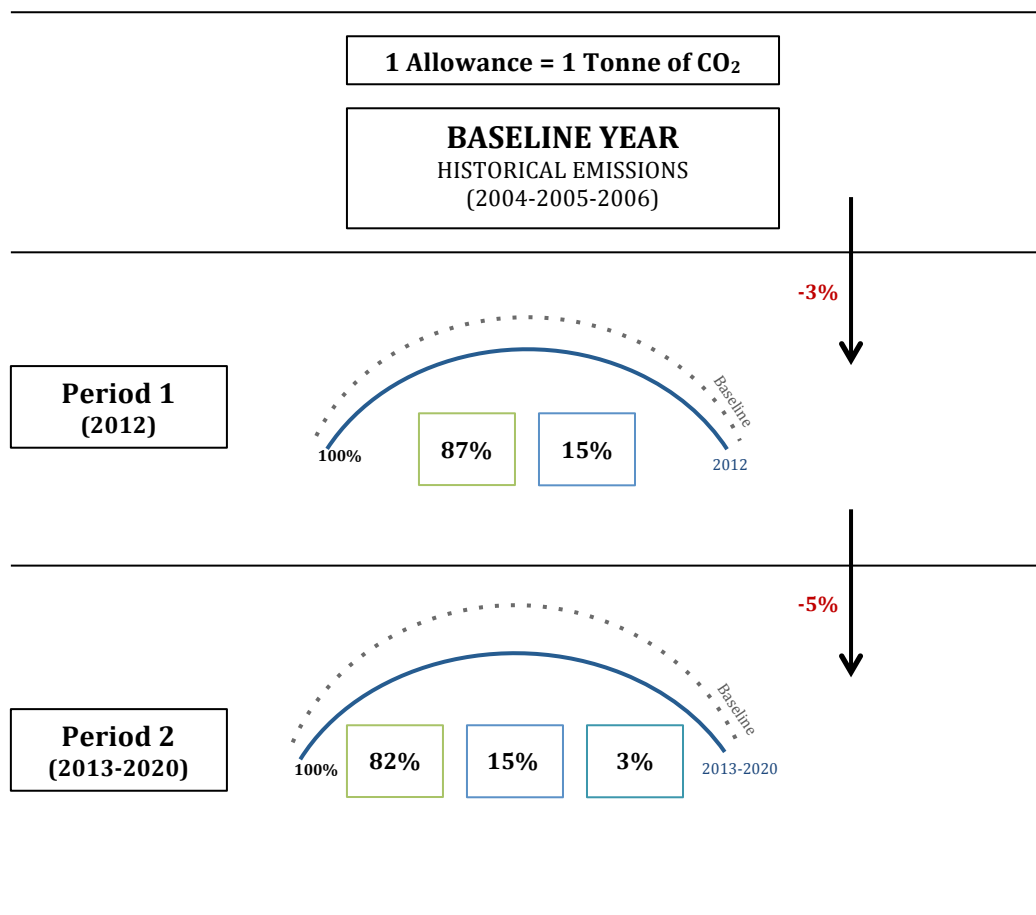 1 Allowance = 1 Tonne of CO₂
BASELINE YEAR
HISTORICAL EMISSIONS
(2004-2005-2006)
-3%
Period 1
(2012)
Baseline
87%
15%
100%
2012
-5%
Period 2
(2013-2020)
Baseline
82%
15%
3%
100%
2013-2020